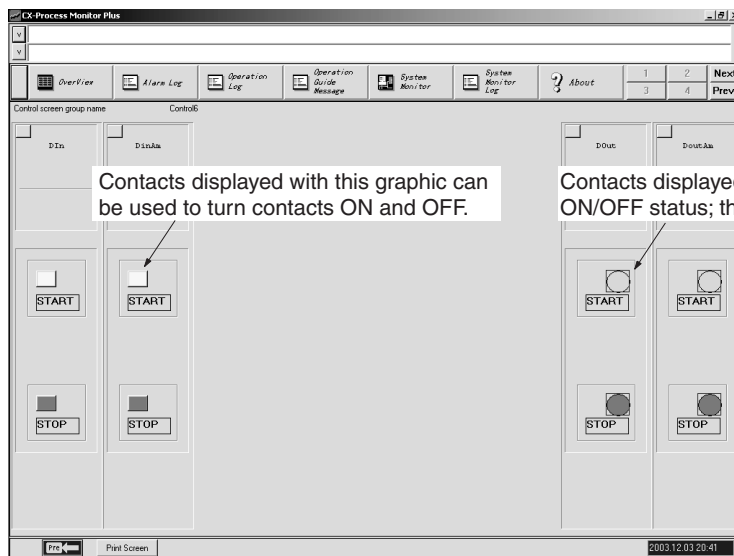 CX-Process Monitor Plus
v
v
OverView
Alarm Log
Operation Log
Operation Guide Message
System Monitor
System Monitor Log
? About
1 2 Next
3 4 Prev
Control screen group name Control6
DIn DinAm DOut DoutAm
Contacts displayed with this graphic can
be used to turn contacts ON and OFF.
Contacts displaye
ON/OFF status; th
START START START START
STOP STOP STOP STOP
Pre Print Screen 2003.12.03 20:41